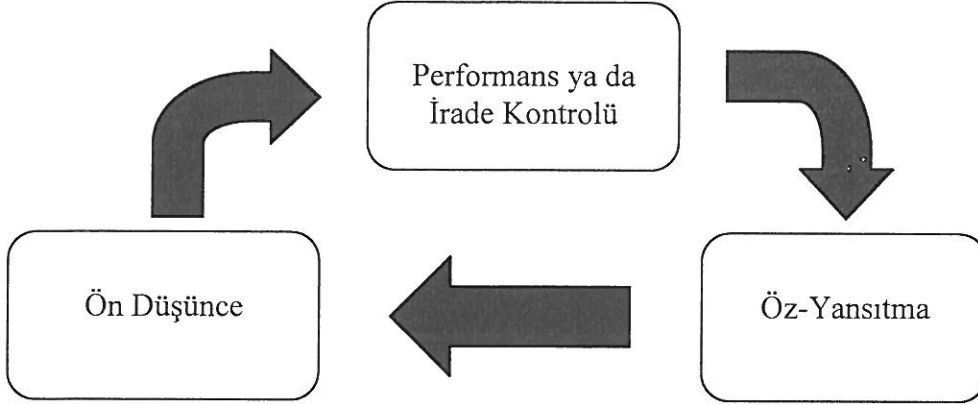 Performans ya da
İrade Kontrolü
Ön Düşünce
Öz-Yansıtma